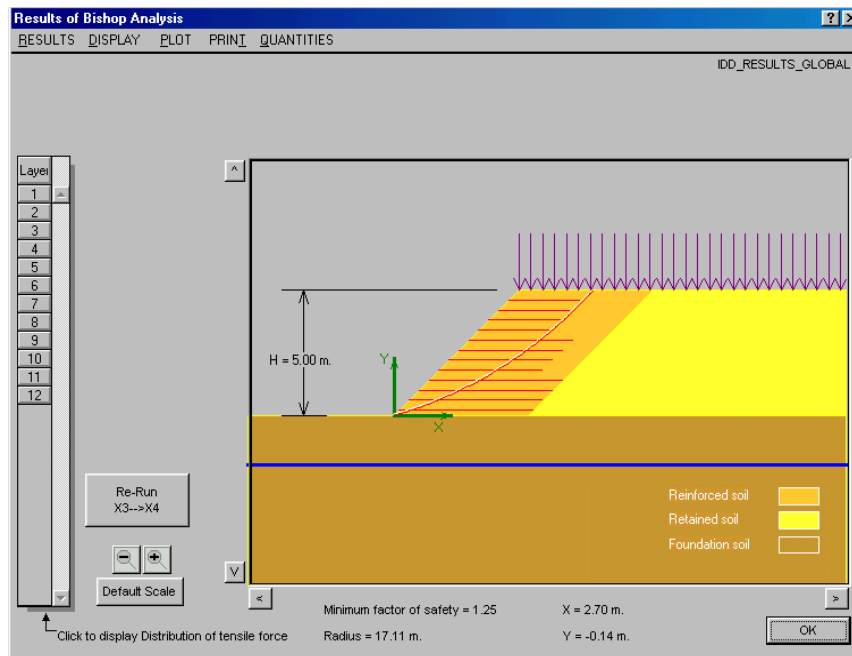 Results of Bishop Analysis
RESULTS DISPLAY PLOT PRINT QUANTITIES
IDD_RESULTS_GLOBAL
Layer
1
2
3
4
5
6
7
8
9
10
11
12
H = 5.00 m.
Y
X
Re-Run
X3-->X4
Default Scale
Reinforced soil
Retained soil
Foundation soil
Click to display Distribution of tensile force
Minimum factor of safety = 1.25
X = 2.70 m.
Radius = 17.11 m.
Y = -0.14 m.
OK